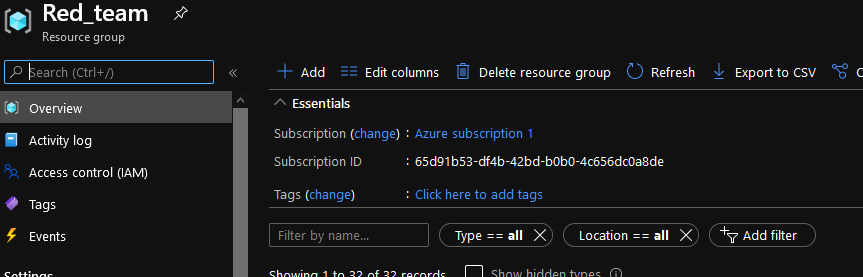 Red_team
Resource group
Search (Ctrl+/)
«
Overview
Activity log
Access control (IAM)
Tags
Events
Settings
Add
Edit columns
Delete resource group
Refresh
Export to CSV
Essentials
Subscription (change) : Azure subscription 1
Subscription ID : 65d91b53-df4b-42bd-b0b0-4c656dc0a8de
Tags (change) : Click here to add tags
Filter by name...
Type == all
Location == all
Add filter
Showing 1 to 32 of 32 records.
Show hidden types